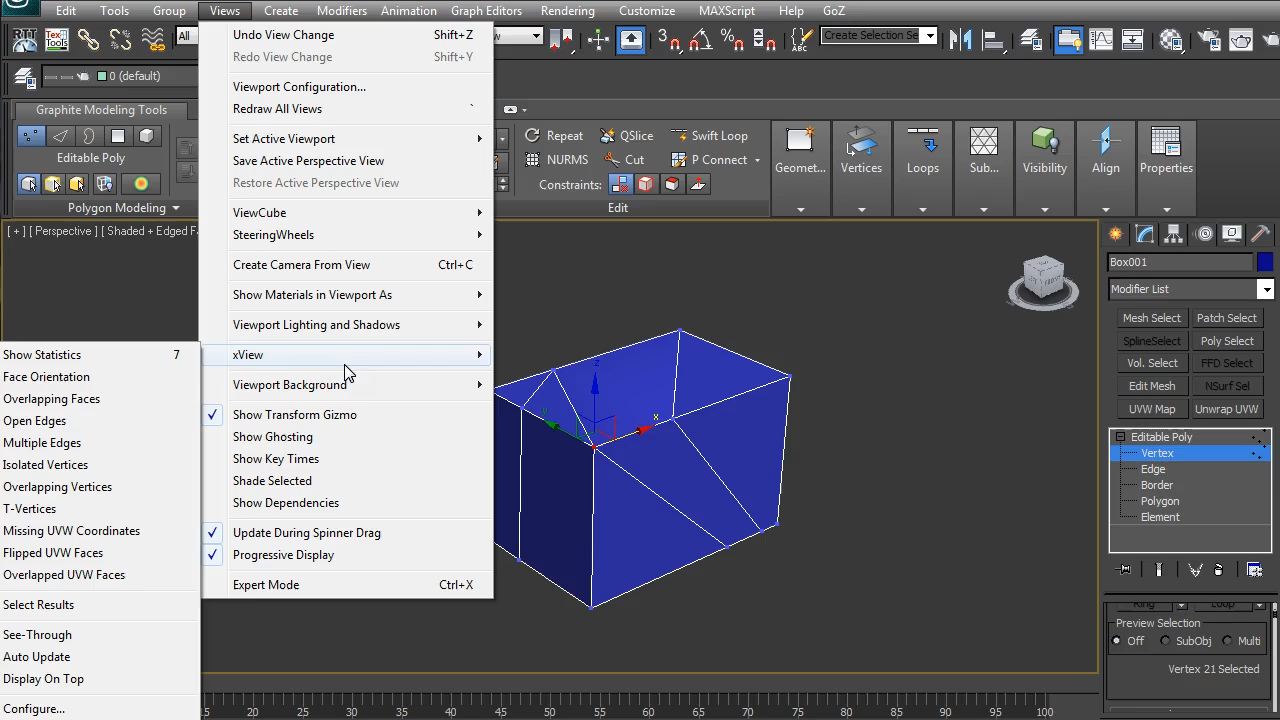 Edit Tools Group Views Create Modifiers Animation Graph Editors Rendering Customize MAXScript Help GoZ
All
Create Selection Se
0 (default)
Undo View Change Shift+Z
Redo View Change Shift+Y
Viewport Configuration...
Redraw All Views `
Set Active Viewport
Save Active Perspective View
Restore Active Perspective View
ViewCube
SteeringWheels
Create Camera From View Ctrl+C
Show Materials in Viewport As
Viewport Lighting and Shadows
xView
Viewport Background
Show Transform Gizmo
Show Ghosting
Show Key Times
Shade Selected
Show Dependencies
Update During Spinner Drag
Progressive Display
Expert Mode Ctrl+X
Show Statistics 7
Face Orientation
Overlapping Faces
Open Edges
Multiple Edges
Isolated Vertices
Overlapping Vertices
T-Vertices
Missing UVW Coordinates
Flipped UVW Faces
Overlapped UVW Faces
Select Results
See-Through
Auto Update
Display On Top
Configure...
Graphite Modeling Tools
Editable Poly
Polygon Modeling
[ + ] [ Perspective ] [ Shaded + Edged F
Repeat QSlice Swift Loop
NURMS Cut P Connect
Constraints:
Edit
Geomet... Vertices Loops Sub... Visibility Align Properties
z
x
y
Box001
Modifier List
Mesh Select Patch Select
SplineSelect Poly Select
Vol. Select FFD Select
Edit Mesh NSurf Sel
UVW Map Unwrap UVW
Editable Poly
Vertex
Edge
Border
Polygon
Element
Ring Loop
Preview Selection
Off SubObj Multi
Vertex 21 Selected
15 50 55 60 65 70 75 80 85 90 95 100